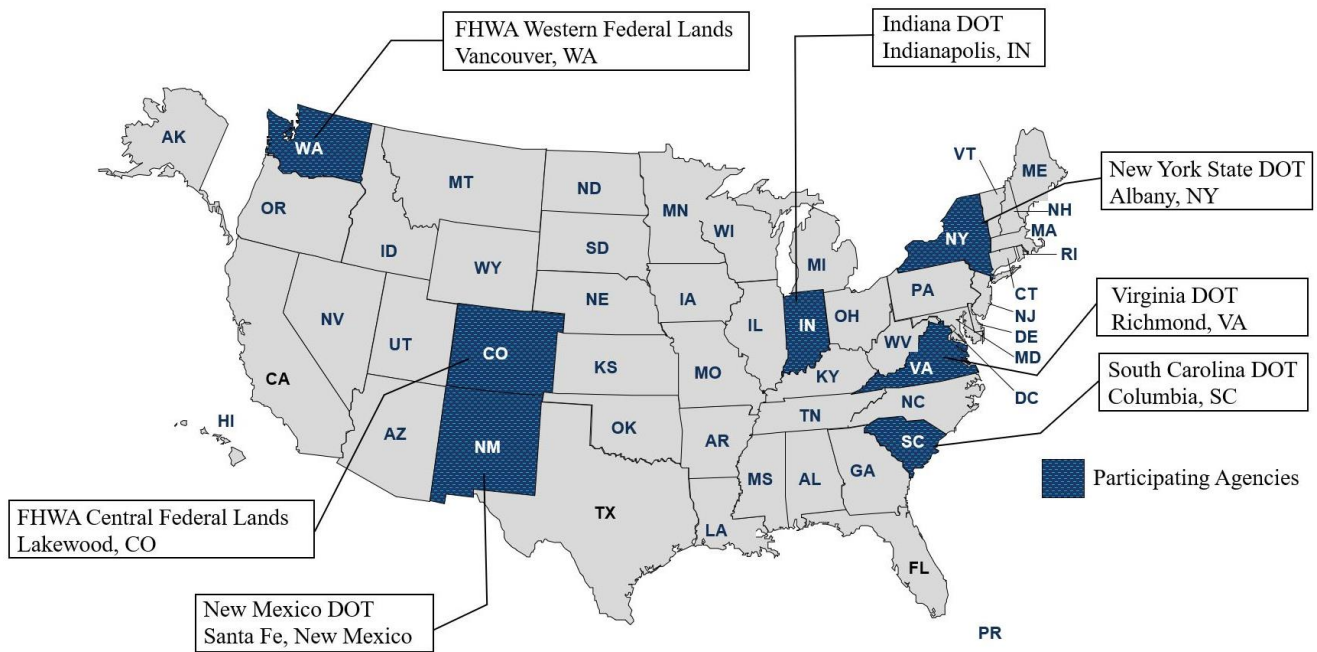 FHWA Western Federal Lands
Vancouver, WA
Indiana DOT
Indianapolis, IN
New York State DOT
Albany, NY
Virginia DOT
Richmond, VA
South Carolina DOT
Columbia, SC
Participating Agencies
FHWA Central Federal Lands
Lakewood, CO
New Mexico DOT
Santa Fe, New Mexico
AK
WA
OR
MT
ID
WY
ND
SD
NE
MN
WI
IA
MI
VT
ME
NH
MA
RI
CT
NY
PA
NJ
DE
MD
DC
NV
UT
CO
CA
KS
MO
IL
IN
OH
WV
VA
KY
HI
AZ
NM
OK
AR
TN
NC
SC
MS
AL
GA
TX
LA
FL
PR